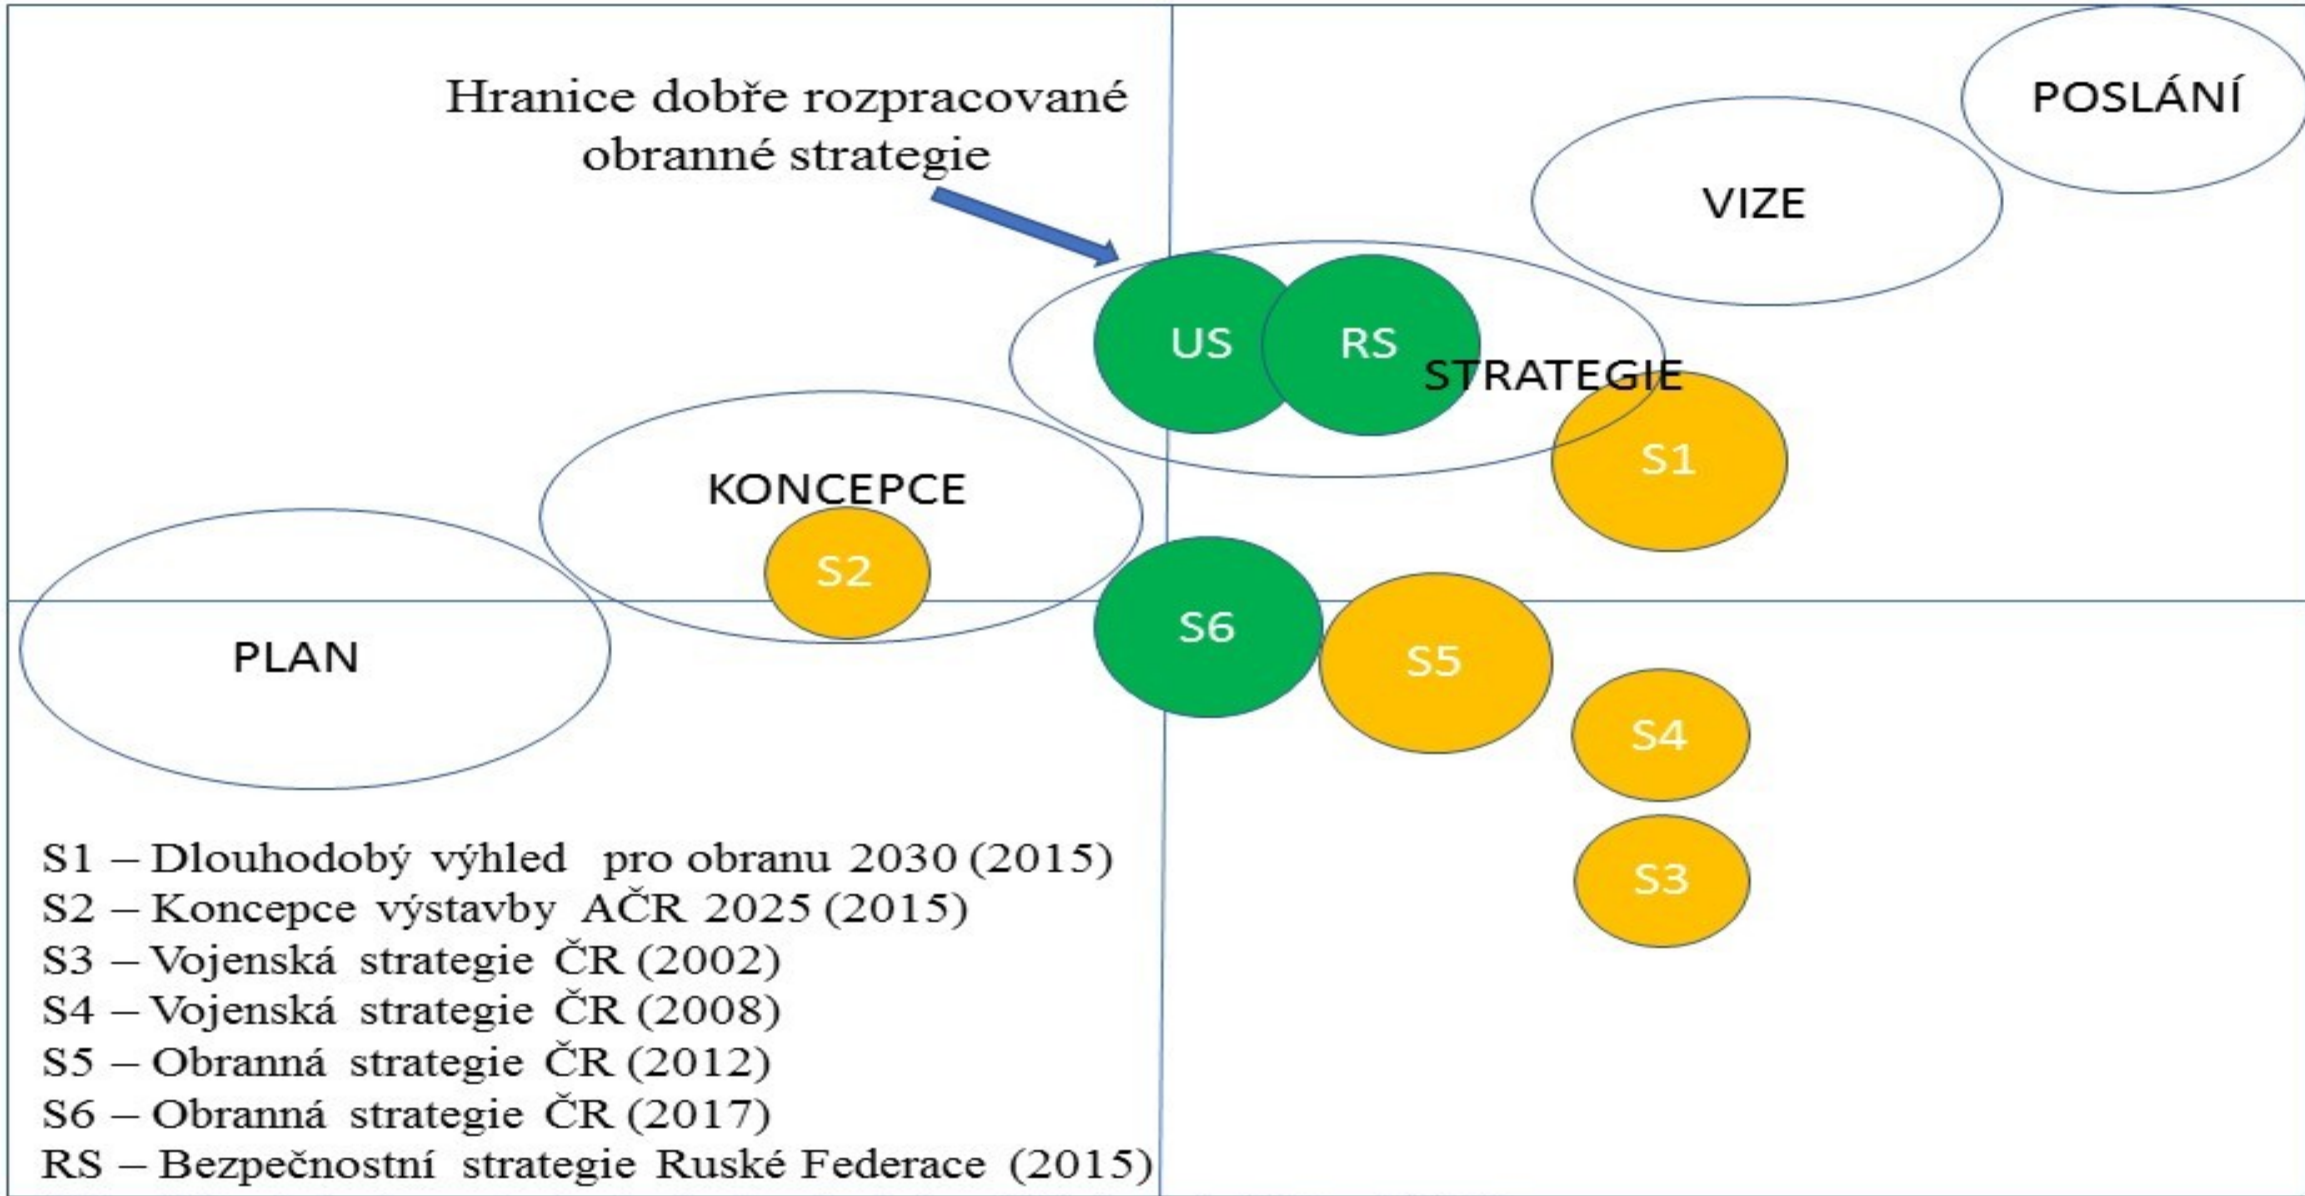 Hranice dobře rozpracované
obranné strategie
POSLÁNÍ
VIZE
US
RS
STRATEGIE
S1
KONCEPCE
S2
S6
S5
PLAN
S4
S3
S1 – Dlouhodobý výhled pro obranu 2030 (2015)
S2 – Koncepce výstavby AČR 2025 (2015)
S3 – Vojenská strategie ČR (2002)
S4 – Vojenská strategie ČR (2008)
S5 – Obranná strategie ČR (2012)
S6 – Obranná strategie ČR (2017)
RS – Bezpečnostní strategie Ruské Federace (2015)